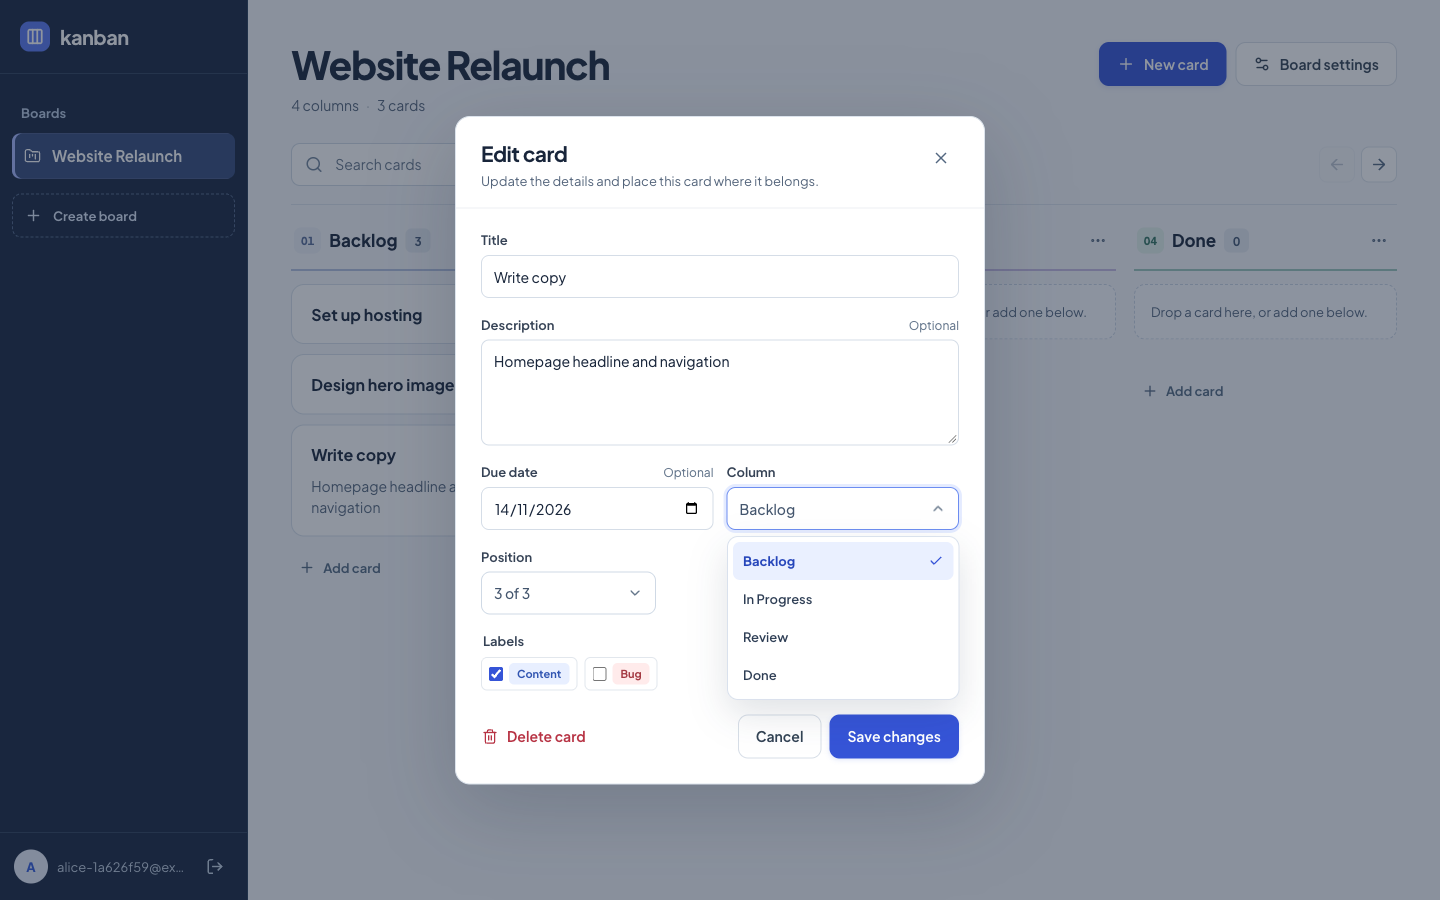 kanban
Boards
Website Relaunch
Create board
A
alice-1a626f59@ex...
Website Relaunch
4 columns · 3 cards
New card
Board settings
Search cards
01 Backlog 3
04 Done 0
Set up hosting
Design hero image
Write copy
Homepage headline a
navigation
Add card
r add one below.
Drop a card here, or add one below.
Add card
Edit card
Update the details and place this card where it belongs.
Title
Write copy
Description Optional
Homepage headline and navigation
Due date Optional
14/11/2026
Column
Backlog
Backlog
In Progress
Review
Done
Position
3 of 3
Labels
Content
Bug
Delete card
Cancel
Save changes